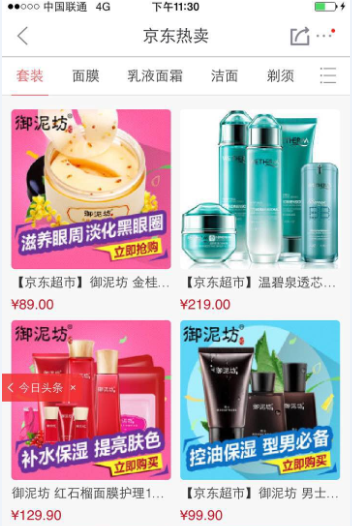 中国联通 4G 下午11:30
京东热卖
套装 面膜 乳液面霜 洁面 剃须
御泥坊
御泥坊
滋养眼周 淡化黑眼圈
立即抢购
【京东超市】御泥坊 金桂...
¥89.00
BB
【京东超市】温碧泉透芯...
¥219.00
御泥坊
今日头条 ×
补水保湿 提亮肤色
立即购买
御泥坊 红石榴面膜护理1...
¥129.90
御泥坊
控油保湿 型男必备
立即购买
【京东超市】御泥坊 男士...
¥99.90